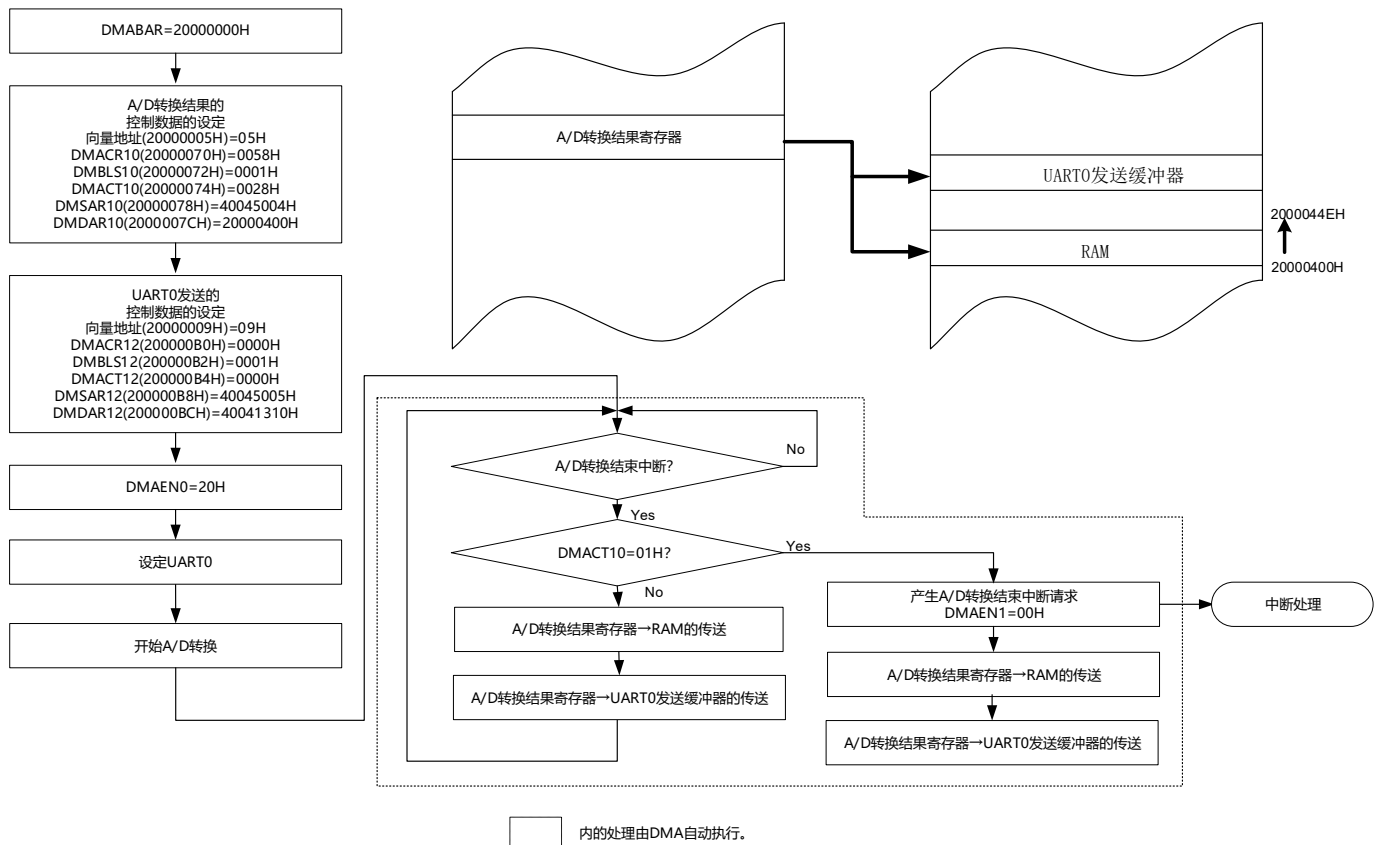 DMABAR=20000000H
A/D转换结果的
控制数据的设定
向量地址(20000005H)=05H
DMACR10(20000070H)=0058H
DMBLS10(20000072H)=0001H
DMACT10(20000074H)=0028H
DMSAR10(20000078H)=40045004H
DMDAR10(2000007CH)=20000400H
UART0发送的
控制数据的设定
向量地址(20000009H)=09H
DMACR12(200000B0H)=0000H
DMBLS12(200000B2H)=0001H
DMACT12(200000B4H)=0000H
DMSAR12(200000B8H)=40045005H
DMDAR12(200000BCH)=40041310H
DMAEN0=20H
设定UART0
开始A/D转换
A/D转换结果寄存器
UART0发送缓冲器
2000044EH
RAM
20000400H
A/D转换结束中断?
No
Yes
DMACT10=01H?
Yes
No
A/D转换结果寄存器→RAM的传送
A/D转换结果寄存器→UART0发送缓冲器的传送
产生A/D转换结束中断请求
DMAEN1=00H
中断处理
A/D转换结果寄存器→RAM的传送
A/D转换结果寄存器→UART0发送缓冲器的传送
内的处理由DMA自动执行。